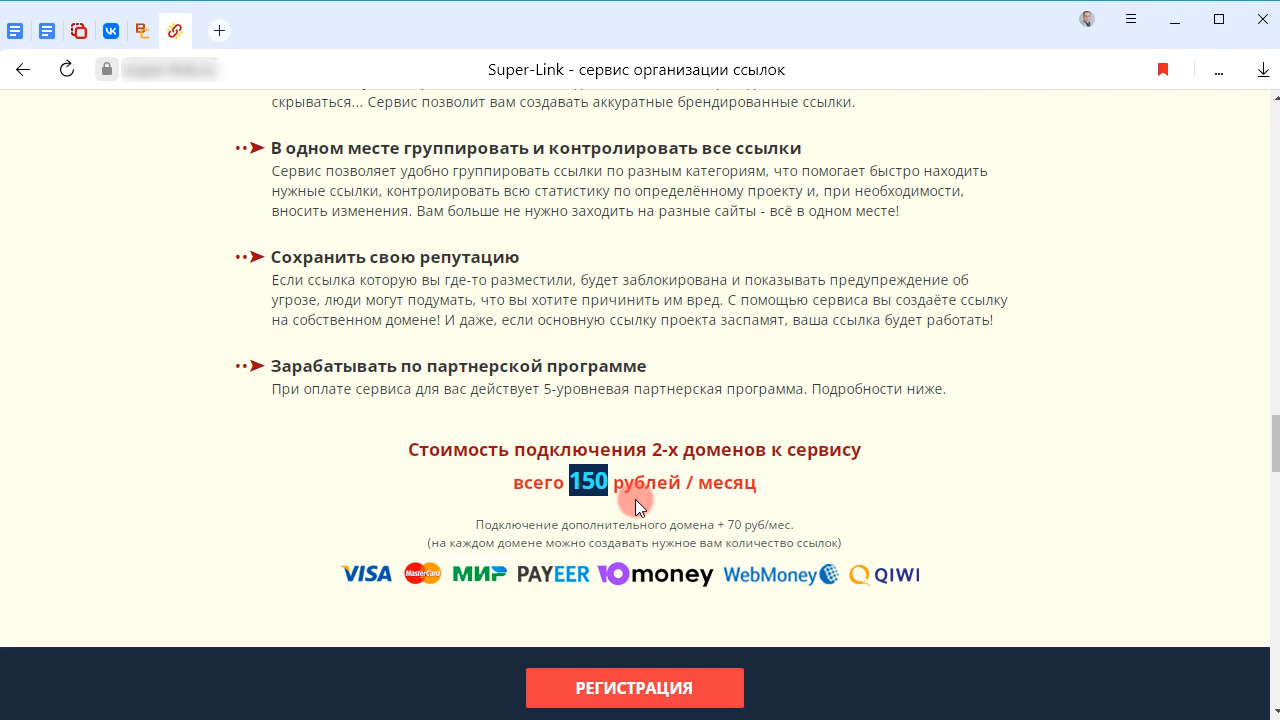 Super-Link - сервис организации ссылок
скрываться... Сервис позволит вам создавать аккуратные брендированные ссылки.
В одном месте группировать и контролировать все ссылки
Сервис позволяет удобно группировать ссылки по разным категориям, что помогает быстро находить
нужные ссылки, контролировать всю статистику по определённому проекту и, при необходимости,
вносить изменения. Вам больше не нужно заходить на разные сайты - всё в одном месте!
Сохранить свою репутацию
Если ссылка которую вы где-то разместили, будет заблокирована и показывать предупреждение об
угрозе, люди могут подумать, что вы хотите причинить им вред. С помощью сервиса вы создаёте ссылку
на собственном домене! И даже, если основную ссылку проекта заспамят, ваша ссылка будет работать!
Зарабатывать по партнерской программе
При оплате сервиса для вас действует 5-уровневая партнерская программа. Подробности ниже.
Стоимость подключения 2-х доменов к сервису
всего 150 рублей / месяц
Подключение дополнительного домена + 70 руб/мес.
(на каждом домене можно создавать нужное вам количество ссылок)
VISA MasterCard МИР PAYEER Юmoney WebMoney QIWI
РЕГИСТРАЦИЯ